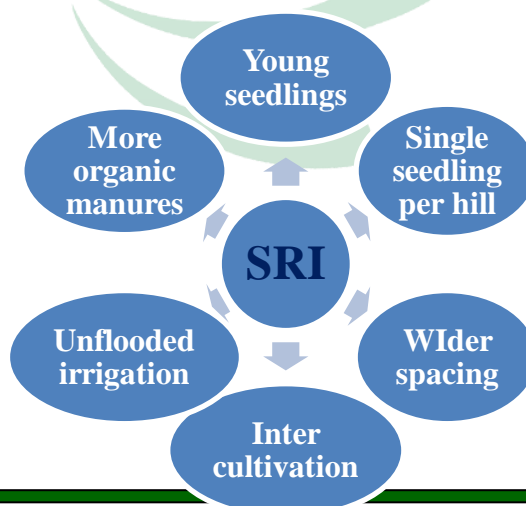 Young
seedlings
More
organic
manures
Single
seedling
per hill
SRI
Unflooded
irrigation
WIder
spacing
Inter
cultivation